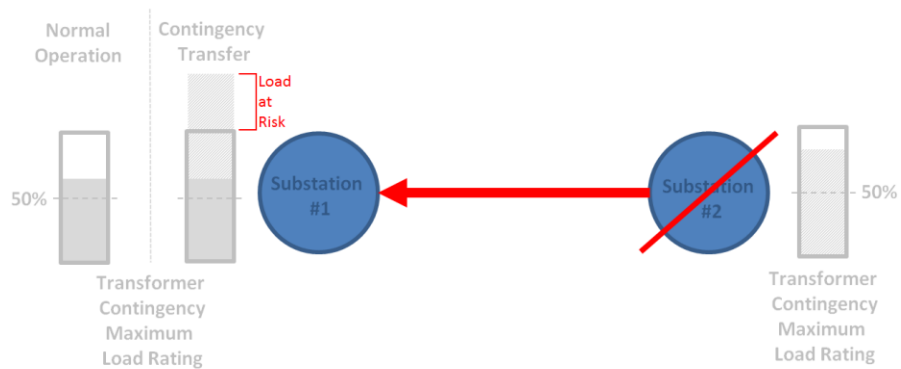 Normal
Operation
Contingency
Transfer
Load
at
Risk
50%
Substation
#1
Substation
#2
50%
Transformer
Contingency
Maximum
Load Rating
Transformer
Contingency
Maximum
Load Rating